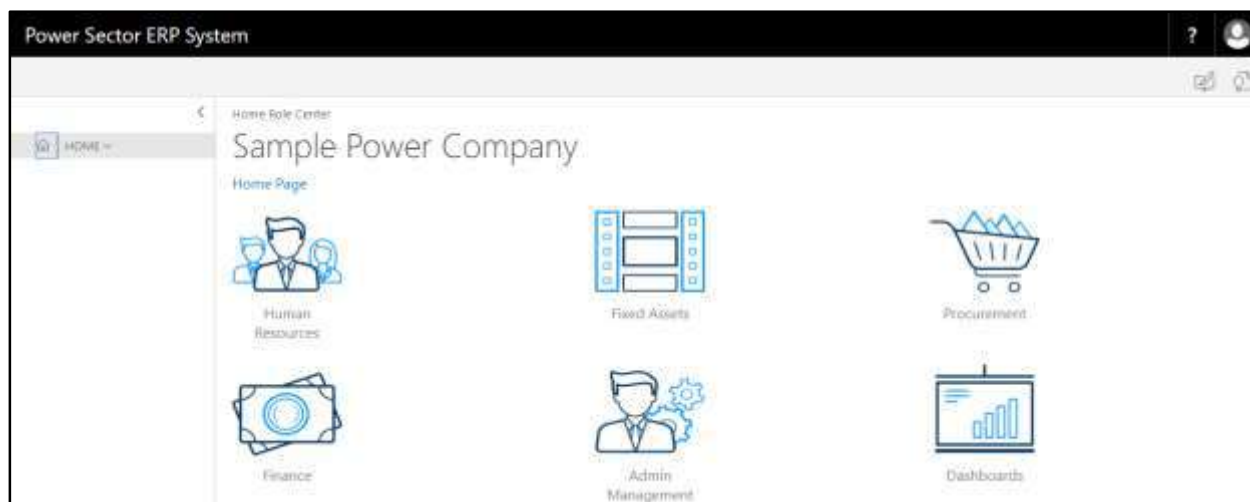 Power Sector ERP System
?
Home Role Center
HOME
Sample Power Company
Home Page
Human
Resources
Fixed Assets
Procurement
Finance
Admin
Management
Dashboards